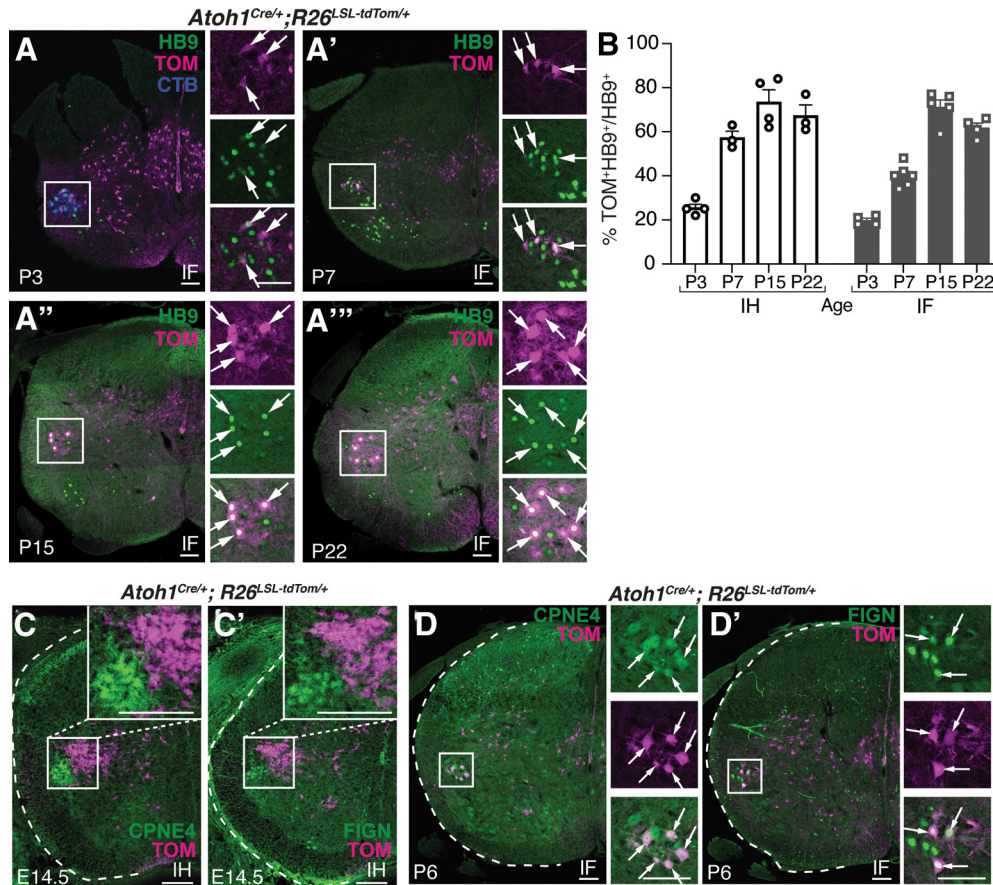 Atoh1Cre/+;R26LSL-tdTom/+
A HB9
TOM
CTB
P3 IF
A' HB9
TOM
P7 IF
A'' HB9
TOM
P15 IF
A''' HB9
TOM
P22 IF
B
% TOM+HB9+/HB9+
100
80
60
40
20
0
P3 P7 P15 P22 P3 P7 P15 P22
IH Age IF
Atoh1Cre/+; R26LSL-tdTom/+
C
CPNE4
TOM
E14.5 IH
C'
FIGN
TOM
E14.5 IH
Atoh1Cre/+; R26LSL-tdTom/+
D CPNE4
TOM
P6 IF
D' FIGN
TOM
P6 IF